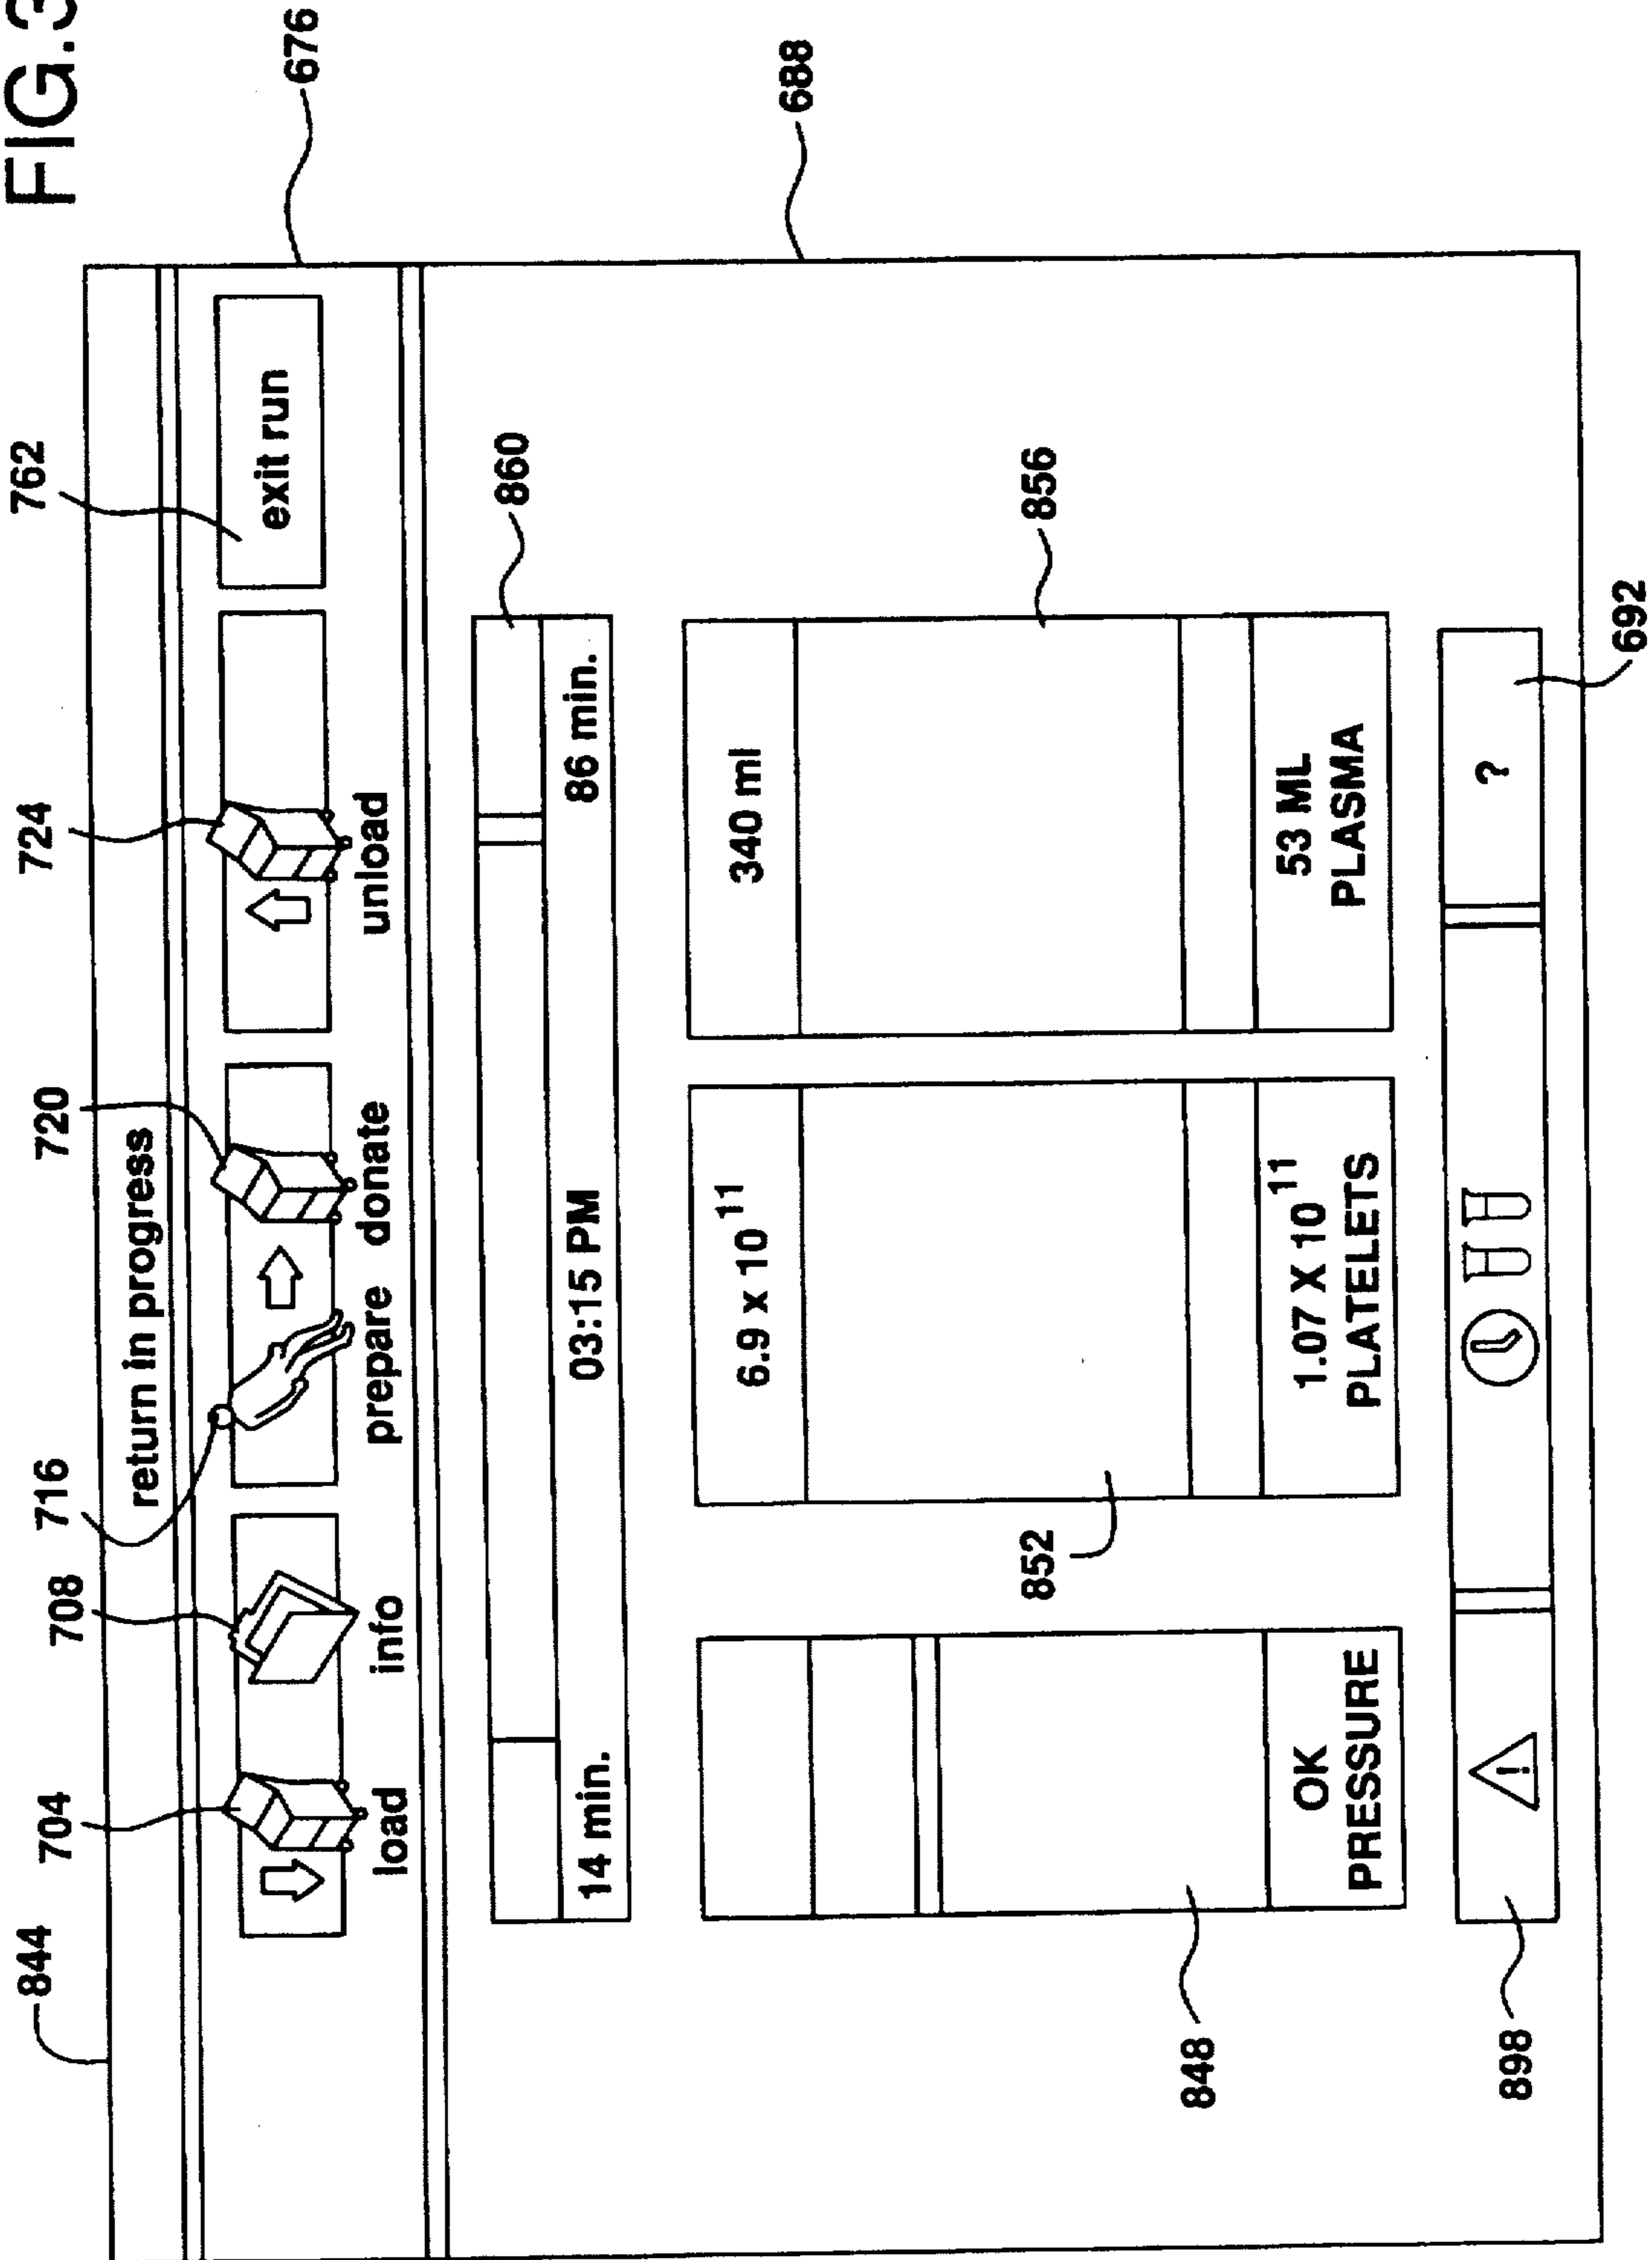 FIG.3
844
704
708
716
720
724
762
676
return in progress
load
info
prepare
donate
unload
exit run
860
14 min.
03:15 PM
86 min.
688
6.9 x 10^11
340 ml
852
856
OK
PRESSURE
1.07 X 10^11
PLATELETS
53 ML
PLASMA
848
?
898
692